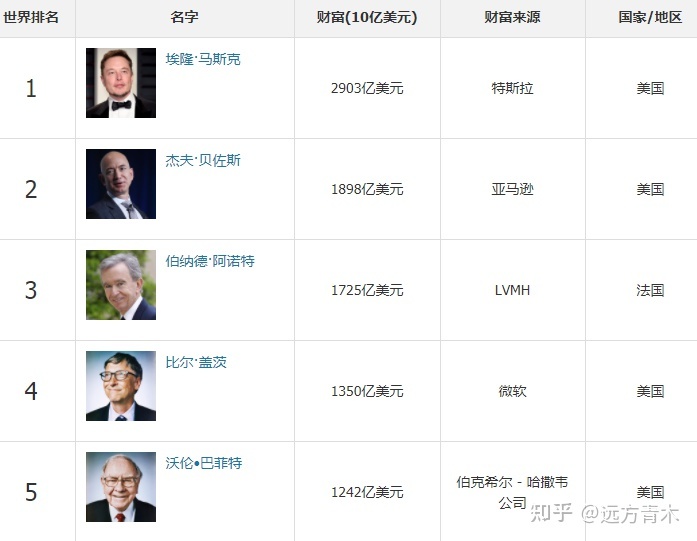 世界排名 名字 财富(10亿美元) 财富来源 国家/地区
1 埃隆·马斯克 2903亿美元 特斯拉 美国
2 杰夫·贝佐斯 1898亿美元 亚马逊 美国
3 伯纳德·阿诺特 1725亿美元 LVMH 法国
4 比尔·盖茨 1350亿美元 微软 美国
5 沃伦•巴菲特 1242亿美元 伯克希尔 - 哈撒韦 美国
公司
知乎 @远方青木